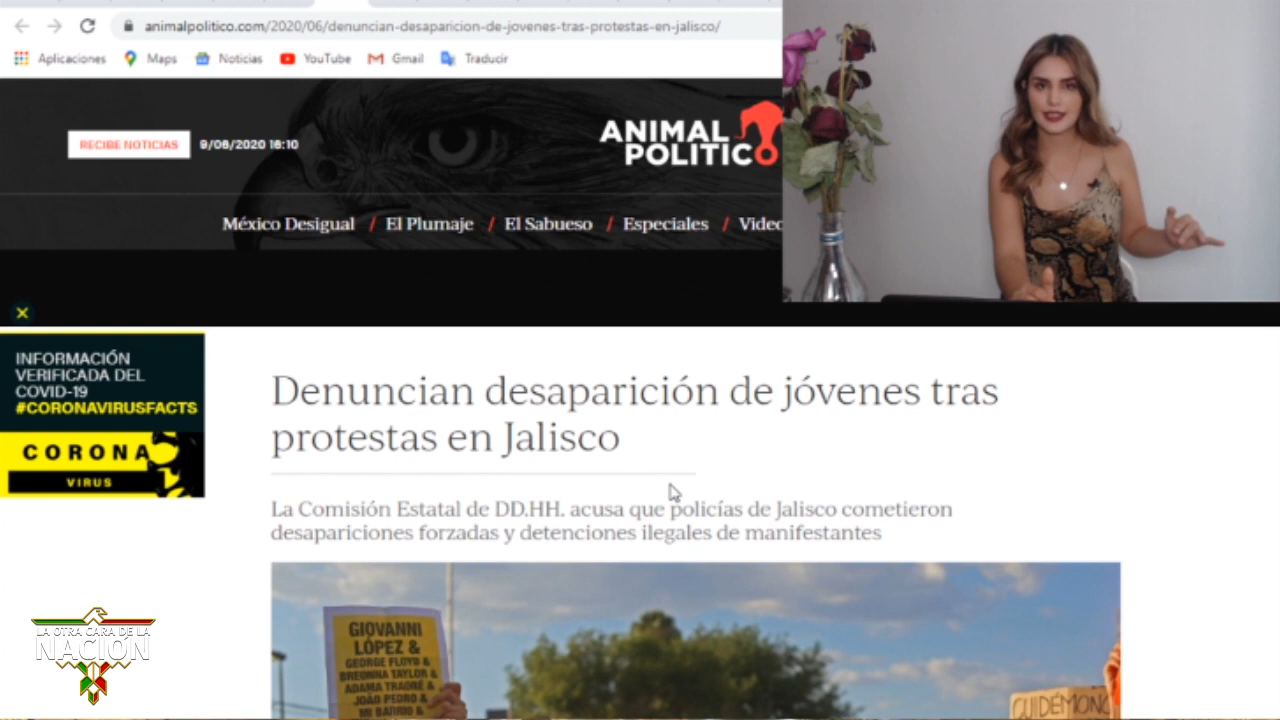 animalpolitico.com/2020/06/denuncian-desaparicion-de-jovenes-tras-protestas-en-jalisco/
Aplicaciones Maps Noticias YouTube Gmail Traducir
RECIBE NOTICIAS 9/06/2020 16:10
ANIMAL
POLITICO
México Desigual / El Plumaje / El Sabueso / Especiales / Video
INFORMACIÓN
VERIFICADA DEL
COVID-19
#CORONAVIRUSFACTS
CORONA
VIRUS
Denuncian desaparición de jóvenes tras
protestas en Jalisco
La Comisión Estatal de DD.HH. acusa que policías de Jalisco cometieron
desapariciones forzadas y detenciones ilegales de manifestantes
GIOVANNI
LÓPEZ &
GEORGE FLOYD &
BREONNA TAYLOR &
ADAMA TRAORÉ &
JOÃO PEDRO &
MI BARRIO &
CUIDÉMONO
LA OTRA CARA DE LA
NACIÓN